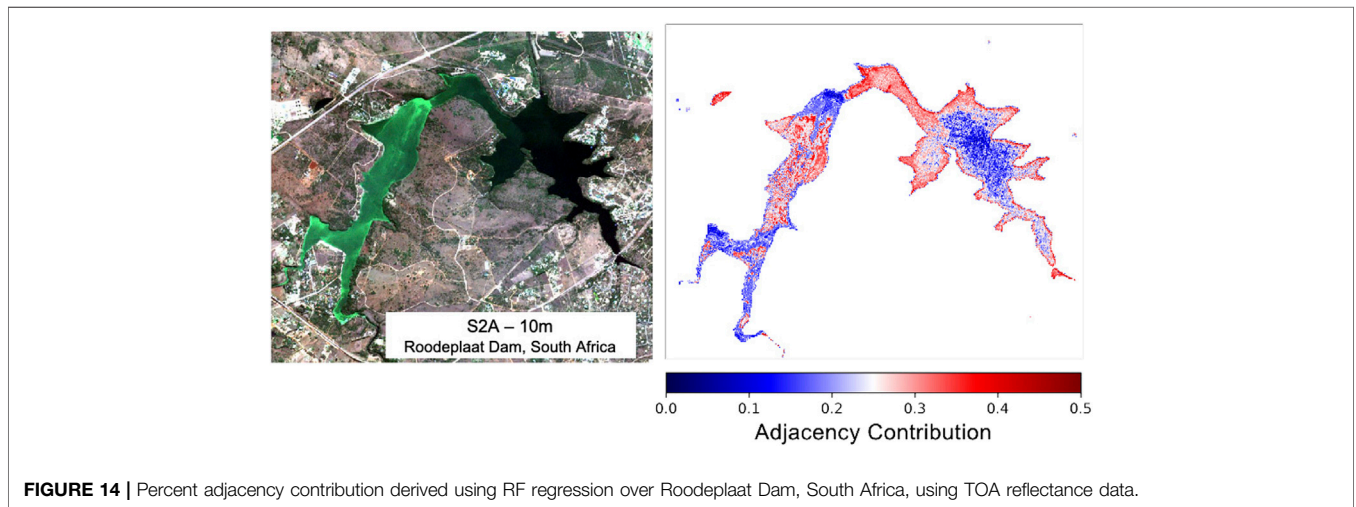 S2A – 10m
Roodeplaat Dam, South Africa
0.0 0.1 0.2 0.3 0.4 0.5
Adjacency Contribution
FIGURE 14 | Percent adjacency contribution derived using RF regression over Roodeplaat Dam, South Africa, using TOA reflectance data.